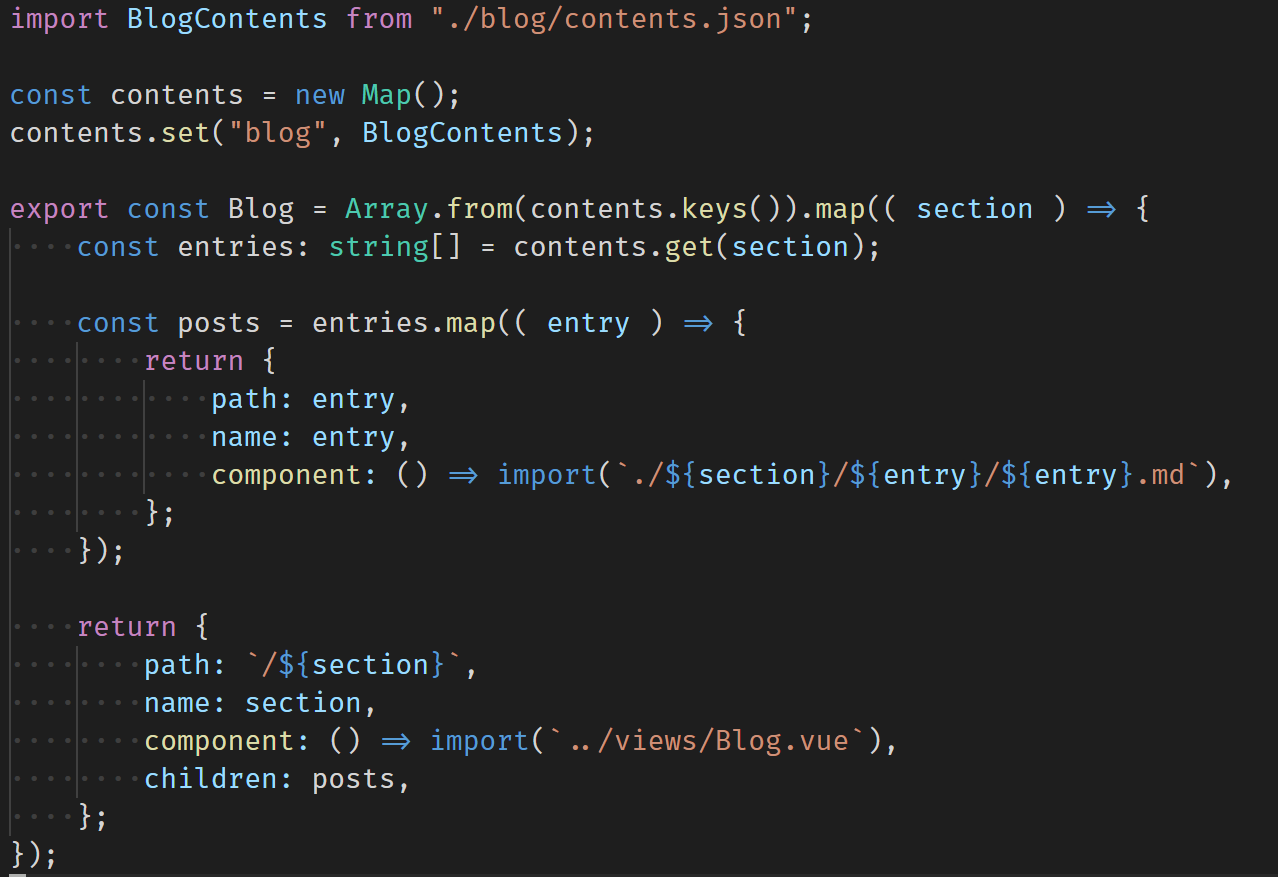 import BlogContents from "./blog/contents.json";

const contents = new Map();
contents.set("blog", BlogContents);

export const Blog = Array.from(contents.keys()).map(( section ) => {
    const entries: string[] = contents.get(section);

    const posts = entries.map(( entry ) => {
        return {
            path: entry,
            name: entry,
            component: () => import(`./${section}/${entry}/${entry}.md`),
        };
    });

    return {
        path: `/${section}`,
        name: section,
        component: () => import(`../views/Blog.vue`),
        children: posts,
    };
});